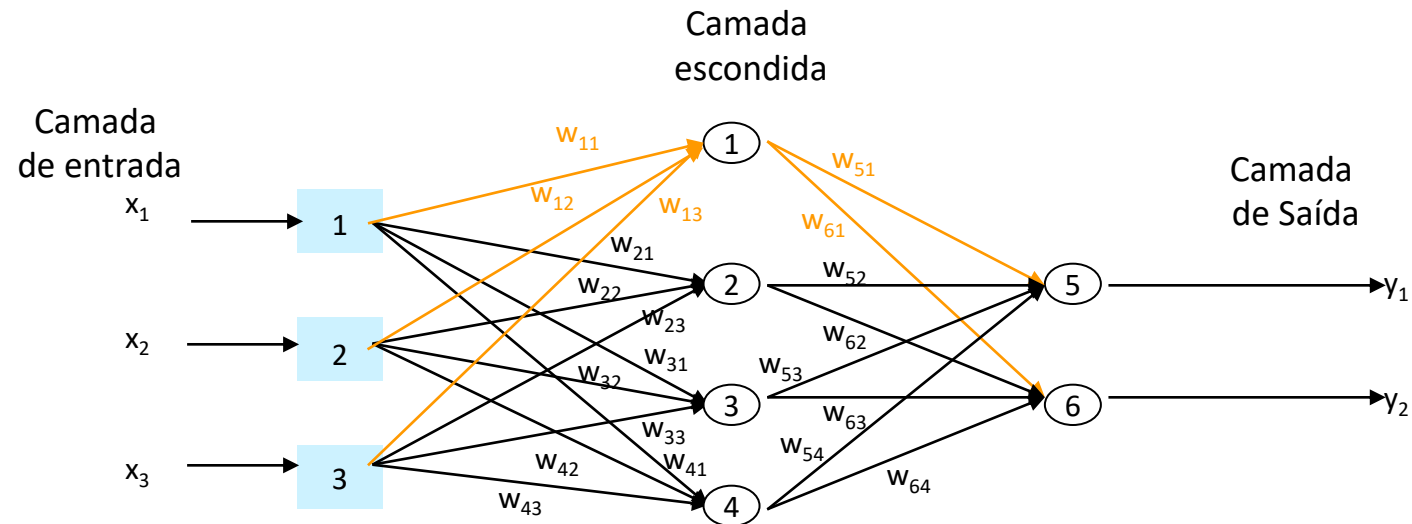 Camada
escondida
Camada
de entrada
Camada
de Saída
x₁
x₂
x₃
1
2
3
w₁₁
w₁₂
w₁₃
w₂₁
w₂₂
w₂₃
w₃₁
w₃₂
w₃₃
w₄₂
w₄₁
w₄₃
1
2
3
4
w₅₁
w₆₁
w₅₂
w₆₂
w₅₃
w₆₃
w₅₄
w₆₄
5
6
y₁
y₂